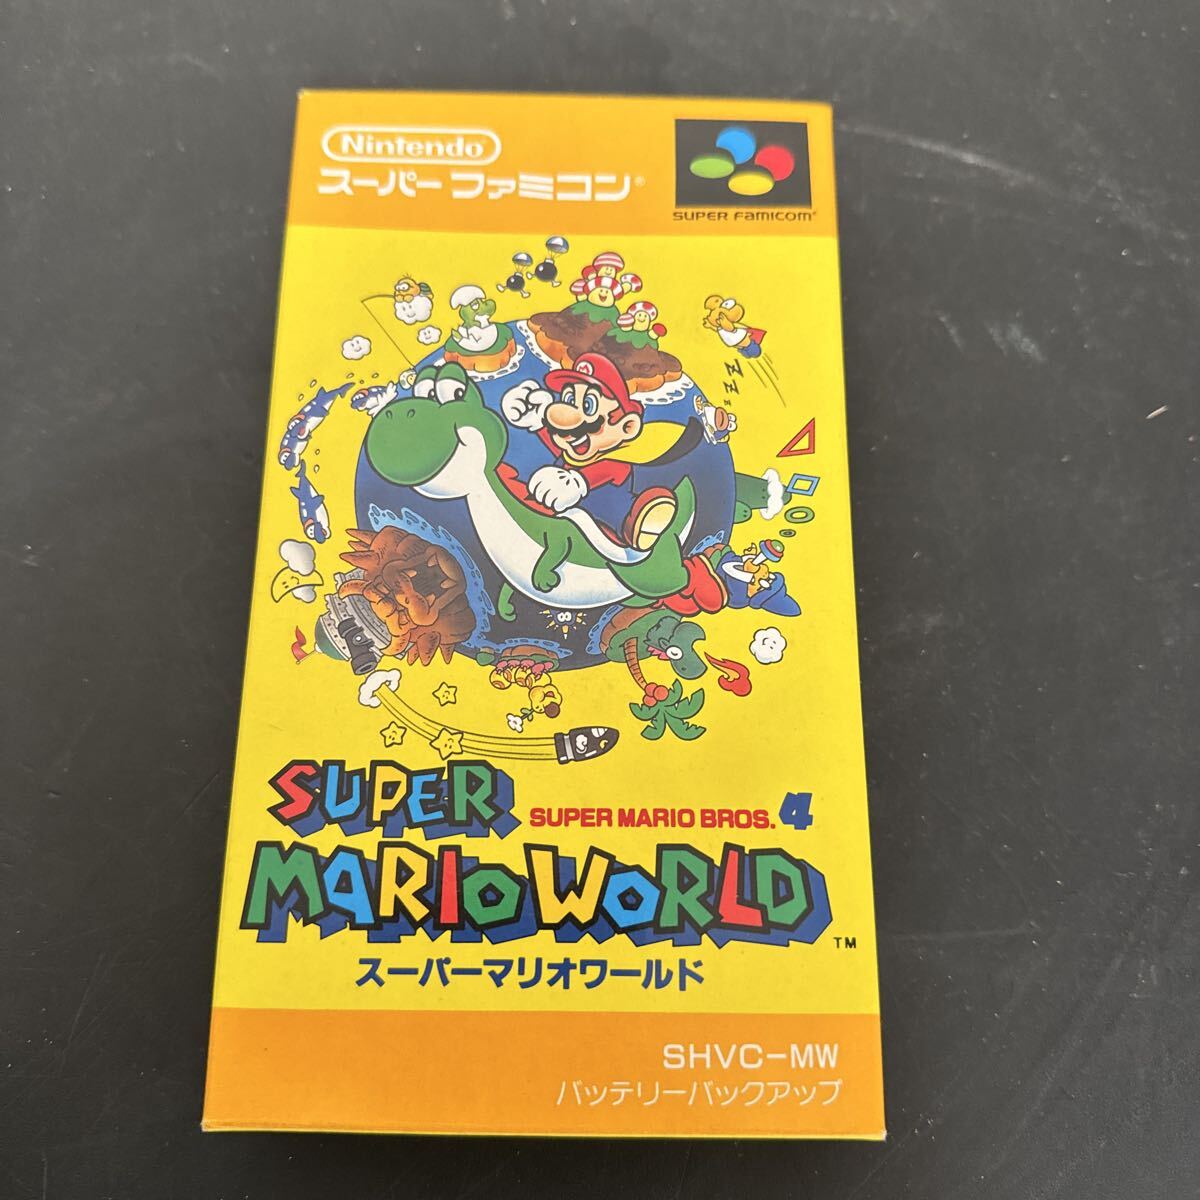 Nintendo
スーパーファミコン®
SUPER FAMICOM®
M
ZZZ
SUPER
SUPER MARIO BROS. 4
MARIO WORLD™
スーパーマリオワールド
SHVC-MW
バッテリーバックアップ